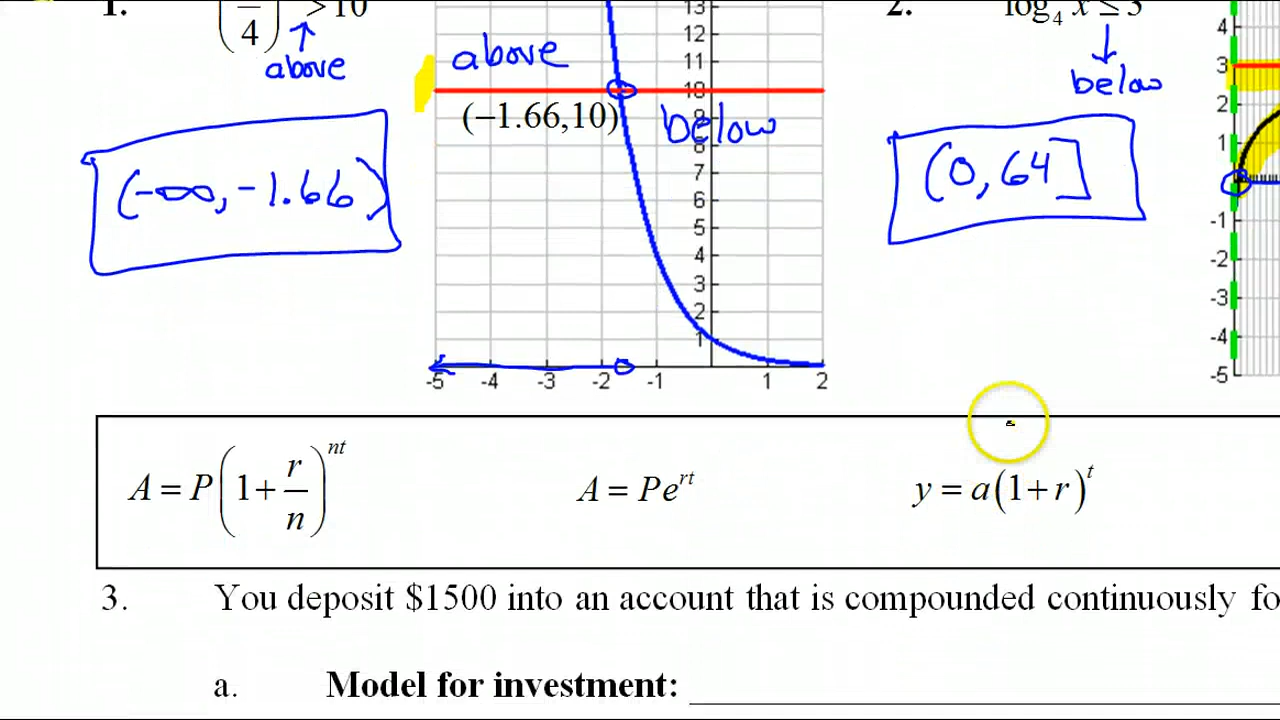 1. (/4) > 10
above
above
(−1.66,10)
below
(-∞, -1.66)
13
12
11
10
9
8
7
6
5
4
3
2
1
-5 -4 -3 -2 -1 1 2
2. log₄ x ≤ 3
below
(0, 64]
4
3
2
1
-1
-2
-3
-4
-5
A = P(1 + r/n)^nt
A = Pe^rt
y = a(1 + r)^t
3. You deposit $1500 into an account that is compounded continuously fo
a. Model for investment: